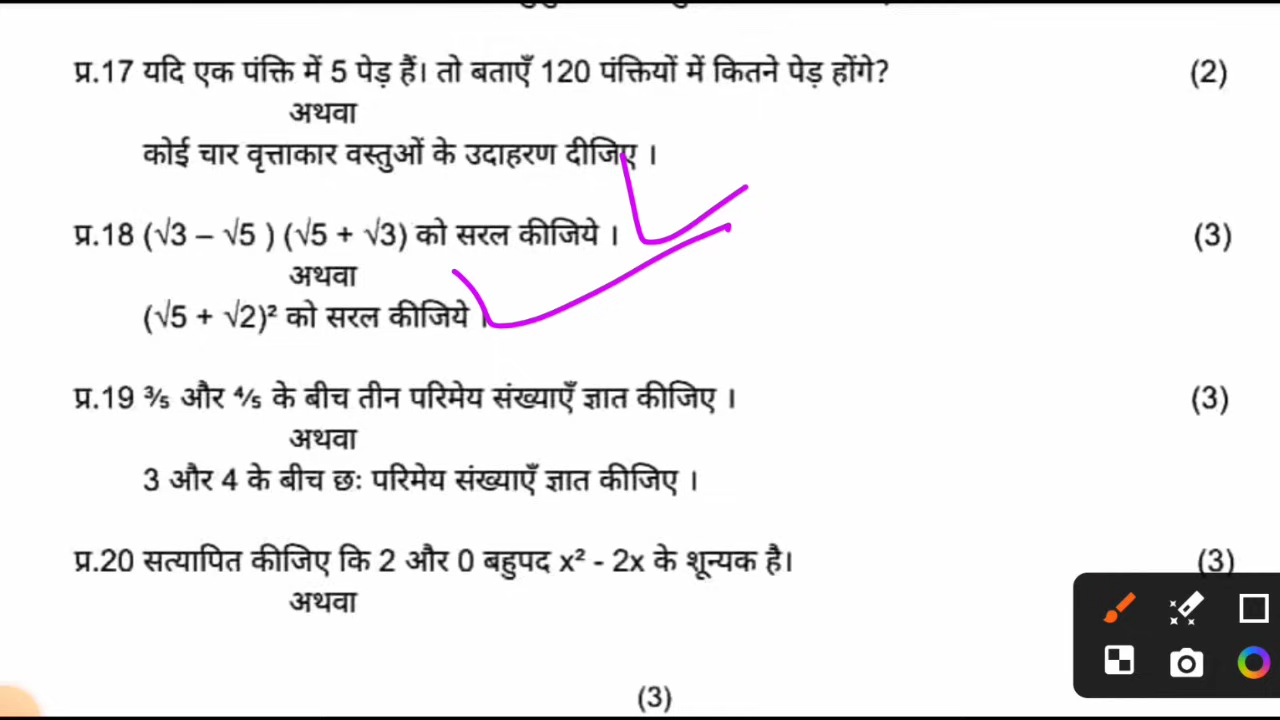 प्र.17 यदि एक पंक्ति में 5 पेड़ हैं। तो बताएँ 120 पंक्तियों में कितने पेड़ होंगे? (2)
अथवा
कोई चार वृत्ताकार वस्तुओं के उदाहरण दीजिए ।
प्र.18 (√3 – √5 ) (√5 + √3) को सरल कीजिये । (3)
अथवा
(√5 + √2)² को सरल कीजिये ।
प्र.19 ³⁄₅ और ⁴⁄₅ के बीच तीन परिमेय संख्याएँ ज्ञात कीजिए । (3)
अथवा
3 और 4 के बीच छः परिमेय संख्याएँ ज्ञात कीजिए ।
प्र.20 सत्यापित कीजिए कि 2 और 0 बहुपद x² - 2x के शून्यक है। (3)
अथवा
(3)